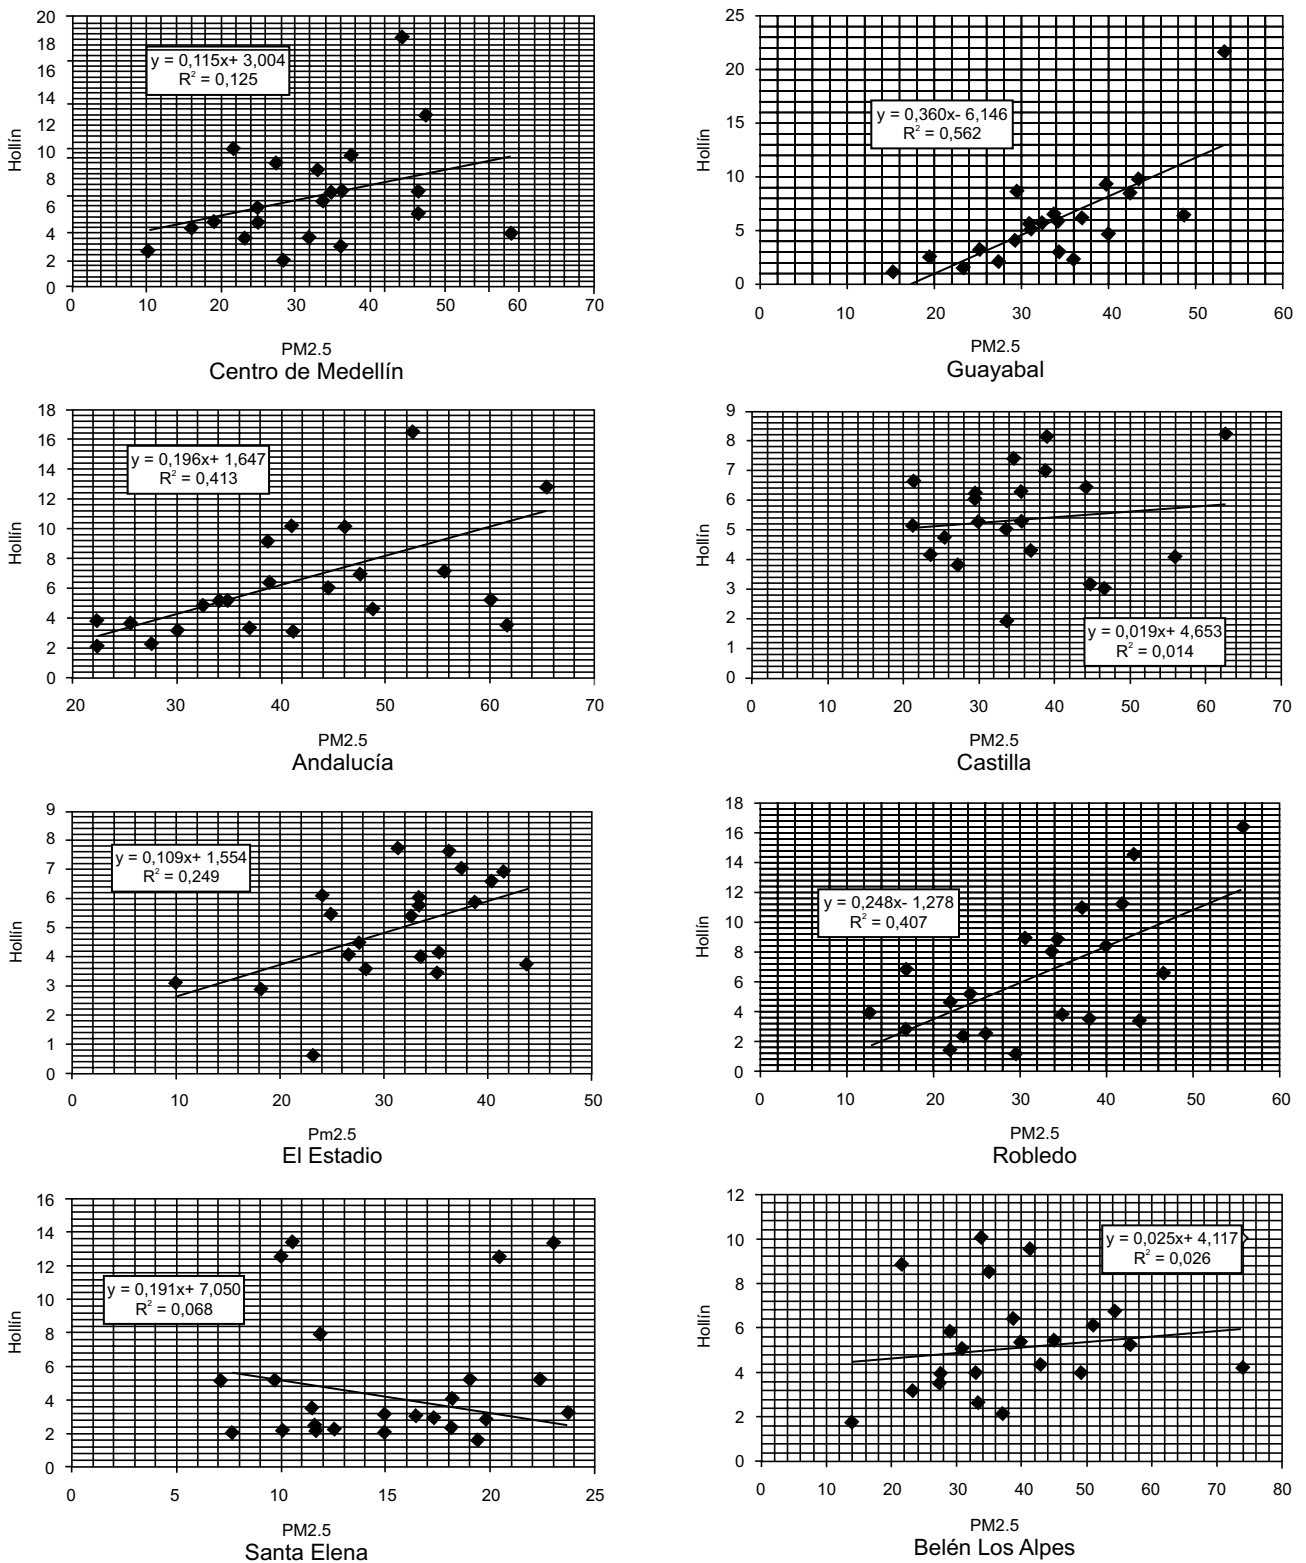 20
18
16
14
12
10
8
6
4
2
0
Hollín
y = 0,115x+ 3,004
R² = 0,125
0 10 20 30 40 50 60 70
PM2.5
Centro de Medellín
25
20
15
10
5
0
Hollín
y = 0,360x- 6,146
R² = 0,562
0 10 20 30 40 50 60
PM2.5
Guayabal
18
16
14
12
10
8
6
4
2
0
Hollín
y = 0,196x+ 1,647
R² = 0,413
20 30 40 50 60 70
PM2.5
Andalucía
9
8
7
6
5
4
3
2
1
0
Hollín
y = 0,019x+ 4,653
R² = 0,014
0 10 20 30 40 50 60 70
PM2.5
Castilla
9
8
7
6
5
4
3
2
1
0
Hollín
y = 0,109x+ 1,554
R² = 0,249
0 10 20 30 40 50
Pm2.5
El Estadio
18
16
14
12
10
8
6
4
2
0
Hollín
y = 0,248x- 1,278
R² = 0,407
0 10 20 30 40 50 60
PM2.5
Robledo
16
14
12
10
8
6
4
2
0
Hollín
y = 0,191x+ 7,050
R² = 0,068
0 5 10 15 20 25
PM2.5
Santa Elena
12
10
8
6
4
2
0
Hollín
y = 0,025x+ 4,117
R² = 0,026
0 10 20 30 40 50 60 70 80
PM2.5
Belén Los Alpes